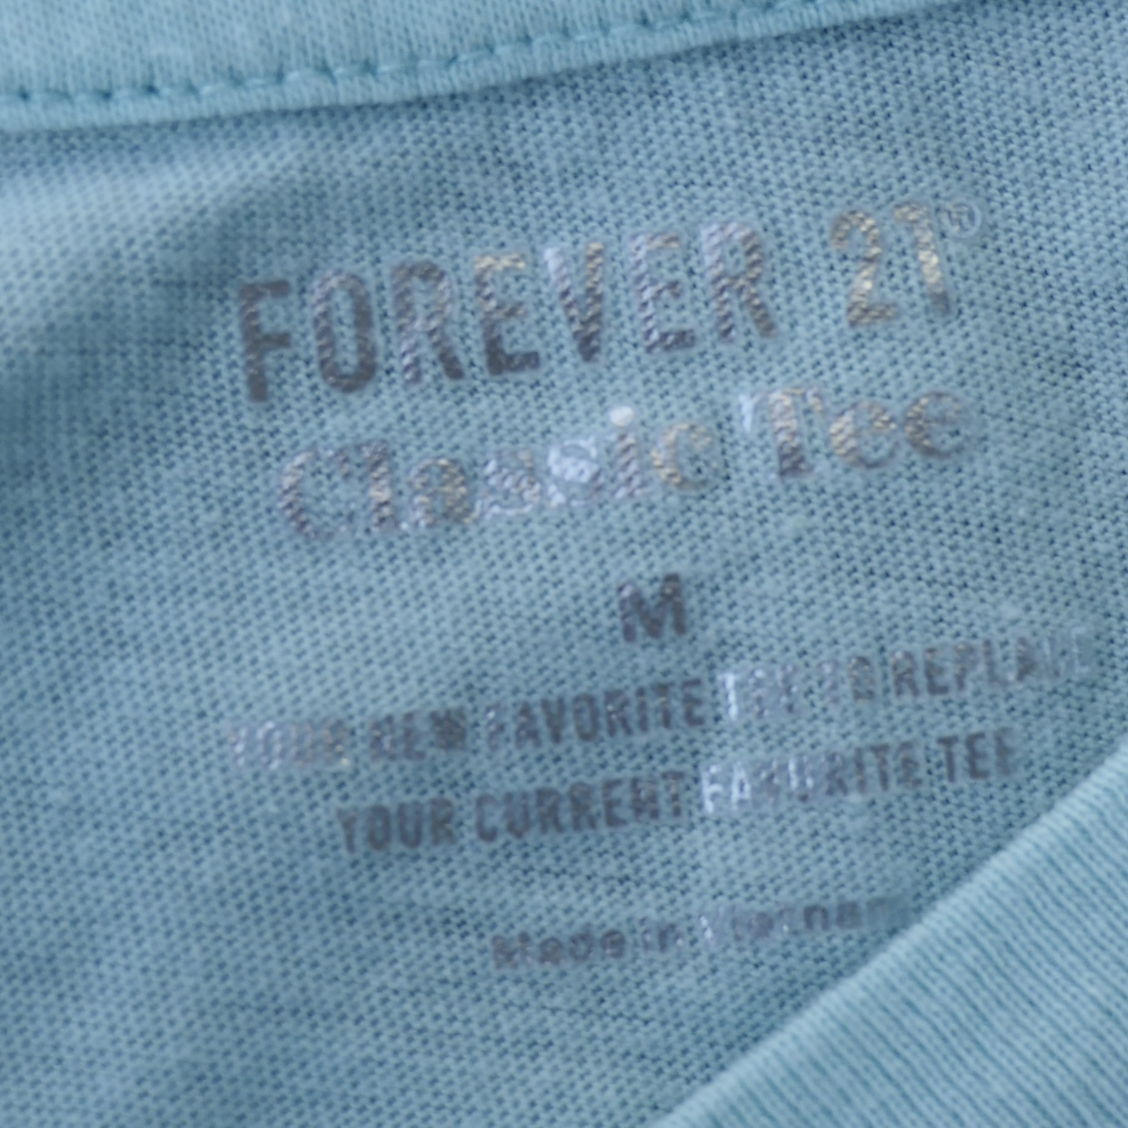 FOREVER 21®
Classic Tee
M
YOUR NEW FAVORITE TEE TO REPLACE
YOUR CURRENT FAVORITE TEE
Made in Vietnam